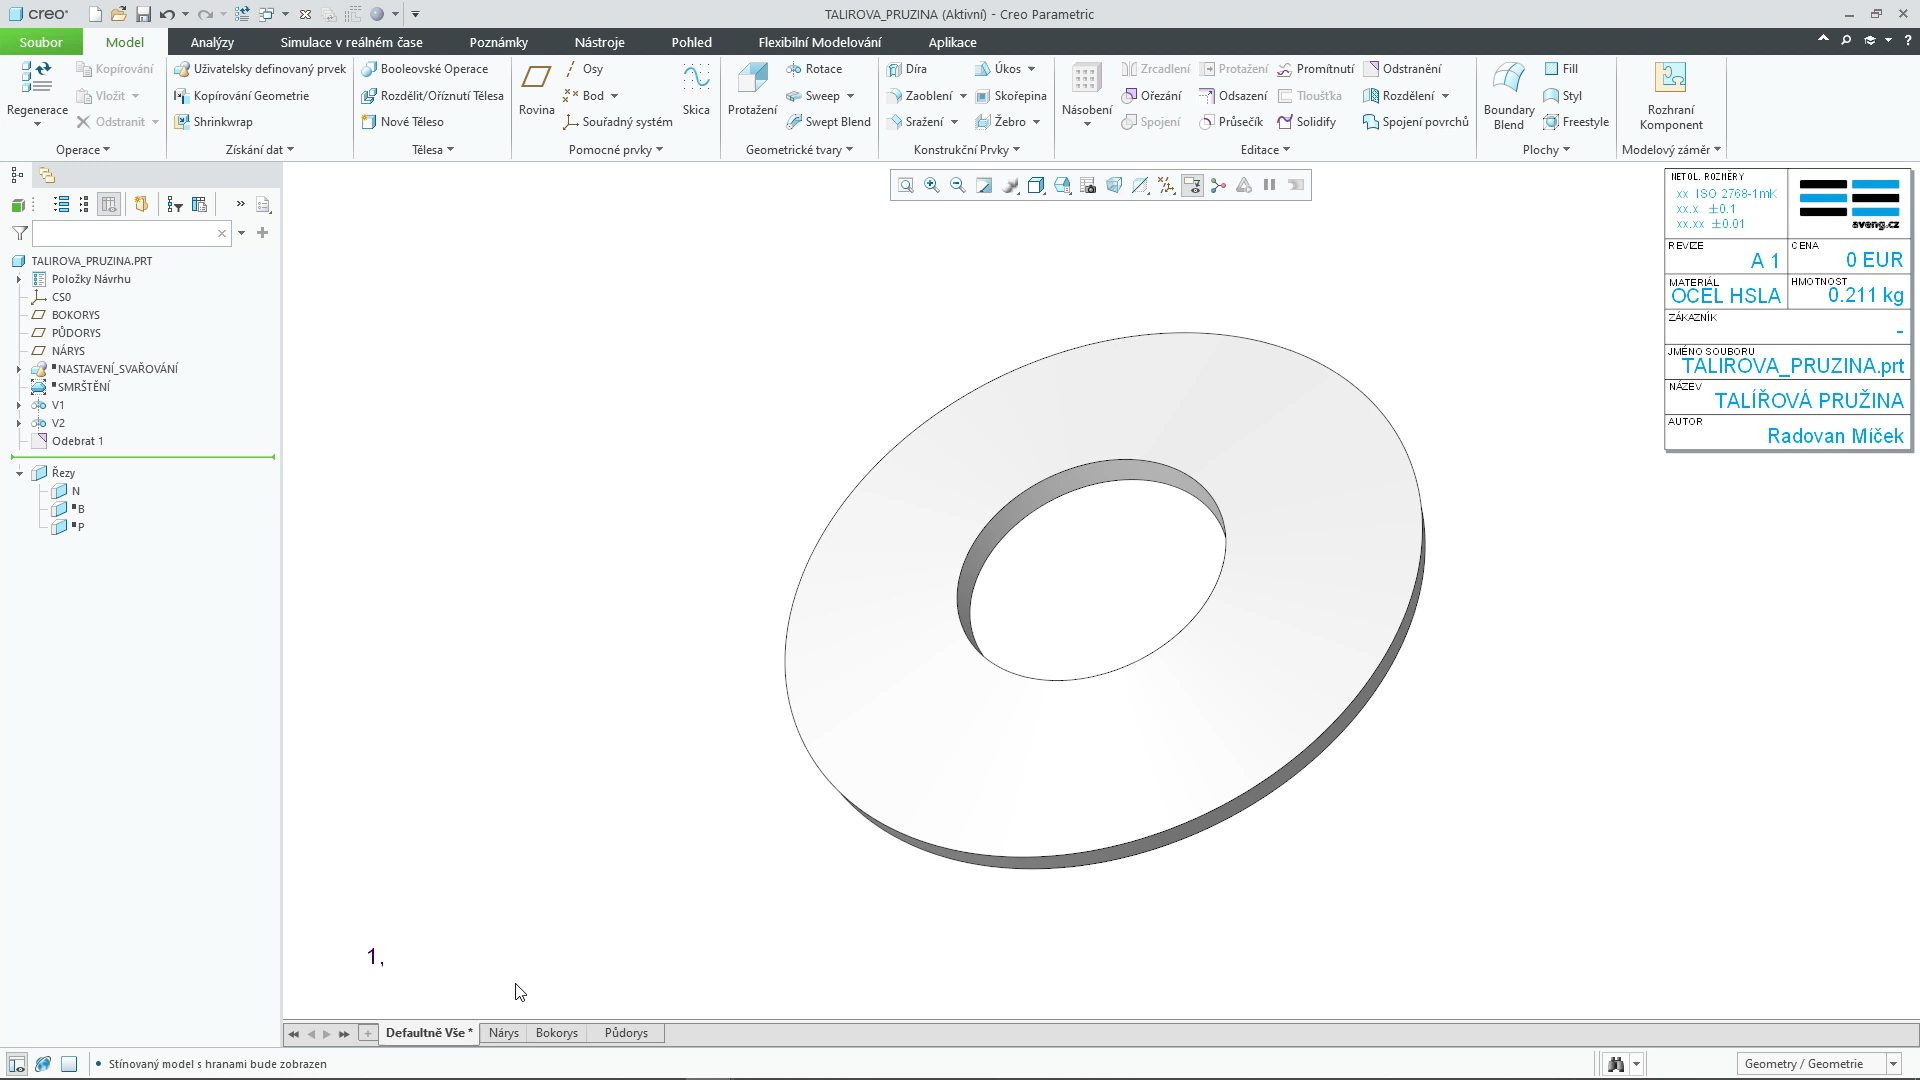 creo
TALIROVA_PRUZINA (Aktivní) - Creo Parametric
Soubor Model Analýzy Simulace v reálném čase Poznámky Nástroje Pohled Flexibilní Modelování Aplikace
Regenerace
Kopírování
Vložit
Odstranit
Operace
Uživatelsky definovaný prvek
Kopírování Geometrie
Shrinkwrap
Získání dat
Booleovské Operace
Rozdělit/Oříznutí Tělesa
Nové Těleso
Tělesa
Rovina
Osy
Bod
Souřadný systém
Skica
Pomocné prvky
Protažení
Rotace
Sweep
Swept Blend
Geometrické tvary
Díra
Zaoblení
Sražení
Úkos
Skořepina
Žebro
Konstrukční Prvky
Násobení
Zrcadlení
Ořezání
Spojení
Protažení
Odsazení
Průsečík
Promítnutí
Tloušťka
Solidify
Odstranění
Rozdělení
Spojení povrchů
Editace
Boundary
Blend
Fill
Styl
Freestyle
Plochy
Rozhraní
Komponent
Modelový záměr
TALIROVA_PRUZINA.PRT
Položky Návrhu
CS0
BOKORYS
PŮDORYS
NÁRYS
NASTAVENÍ_SVAŘOVÁNÍ
SMRŠTĚNÍ
V1
V2
Odebrat 1
Řezy
N
B
P
NETOL. ROZMĚRY
xx ISO 2768-1mK
xx.x ±0.1
xx.xx ±0.01
aveng.cz
REVIZE
A 1
CENA
0 EUR
MATERIÁL
OCEL HSLA
HMOTNOST
0.211 kg
ZÁKAZNÍK
-
JMÉNO SOUBORU
TALIROVA_PRUZINA.prt
NÁZEV
TALÍŘOVÁ PRUŽINA
AUTOR
Radovan Míček
1,
Defaultně Vše * Nárys Bokorys Půdorys
• Stínovaný model s hranami bude zobrazen
Geometry / Geometrie